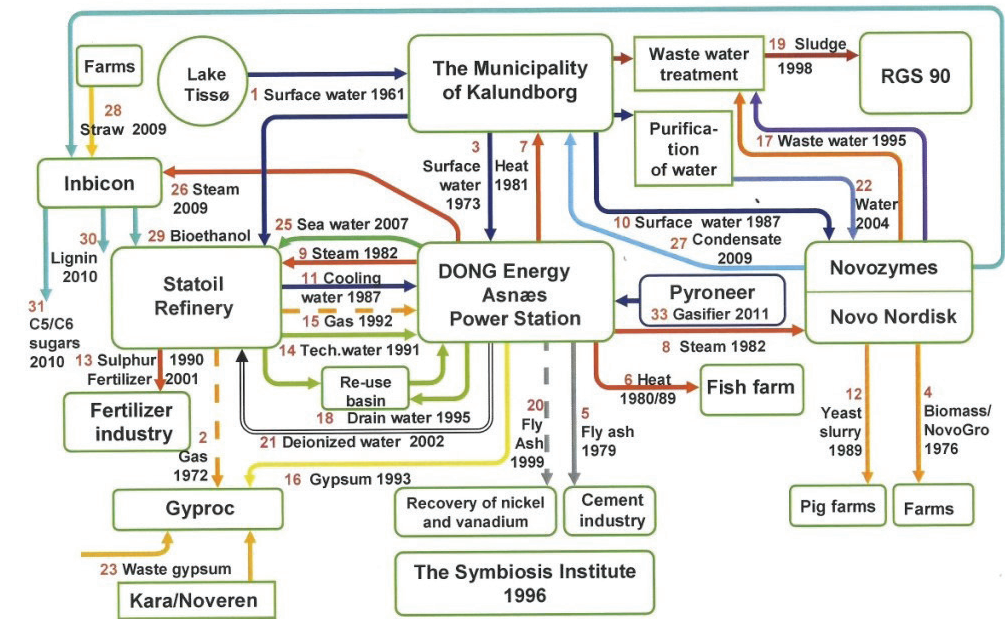 Farms
28
Straw 2009
Lake
Tissø
1 Surface water 1961
The Municipality
of Kalundborg
Waste water
treatment
19 Sludge
1998
RGS 90
Purifica-
tion
of water
17 Waste water 1995
22
Water
2004
Inbicon
26 Steam
2009
3
Surface
water
1973
7
Heat
1981
10 Surface water 1987
27 Condensate
2009
30
Lignin
2010
29 Bioethanol
31
C5/C6
sugars
2010
25 Sea water 2007
9 Steam 1982
11 Cooling
water 1987
15 Gas 1992
14 Tech.water 1991
Statoil
Refinery
DONG Energy
Asnæs
Power Station
Pyroneer
33 Gasifier 2011
Novozymes
Novo Nordisk
8 Steam 1982
13 Sulphur 1990
Fertilizer 2001
Fertilizer
industry
Re-use
basin
18 Drain water 1995
21 Deionized water 2002
6 Heat
1980/89
Fish farm
2
Gas
1972
16 Gypsum 1993
20
Fly
Ash
1999
5
Fly ash
1979
12
Yeast
slurry
1989
4
Biomass/
NovoGro
1976
Gyproc
Recovery of nickel
and vanadium
Cement
industry
Pig farms
Farms
23 Waste gypsum
Kara/Noveren
The Symbiosis Institute
1996